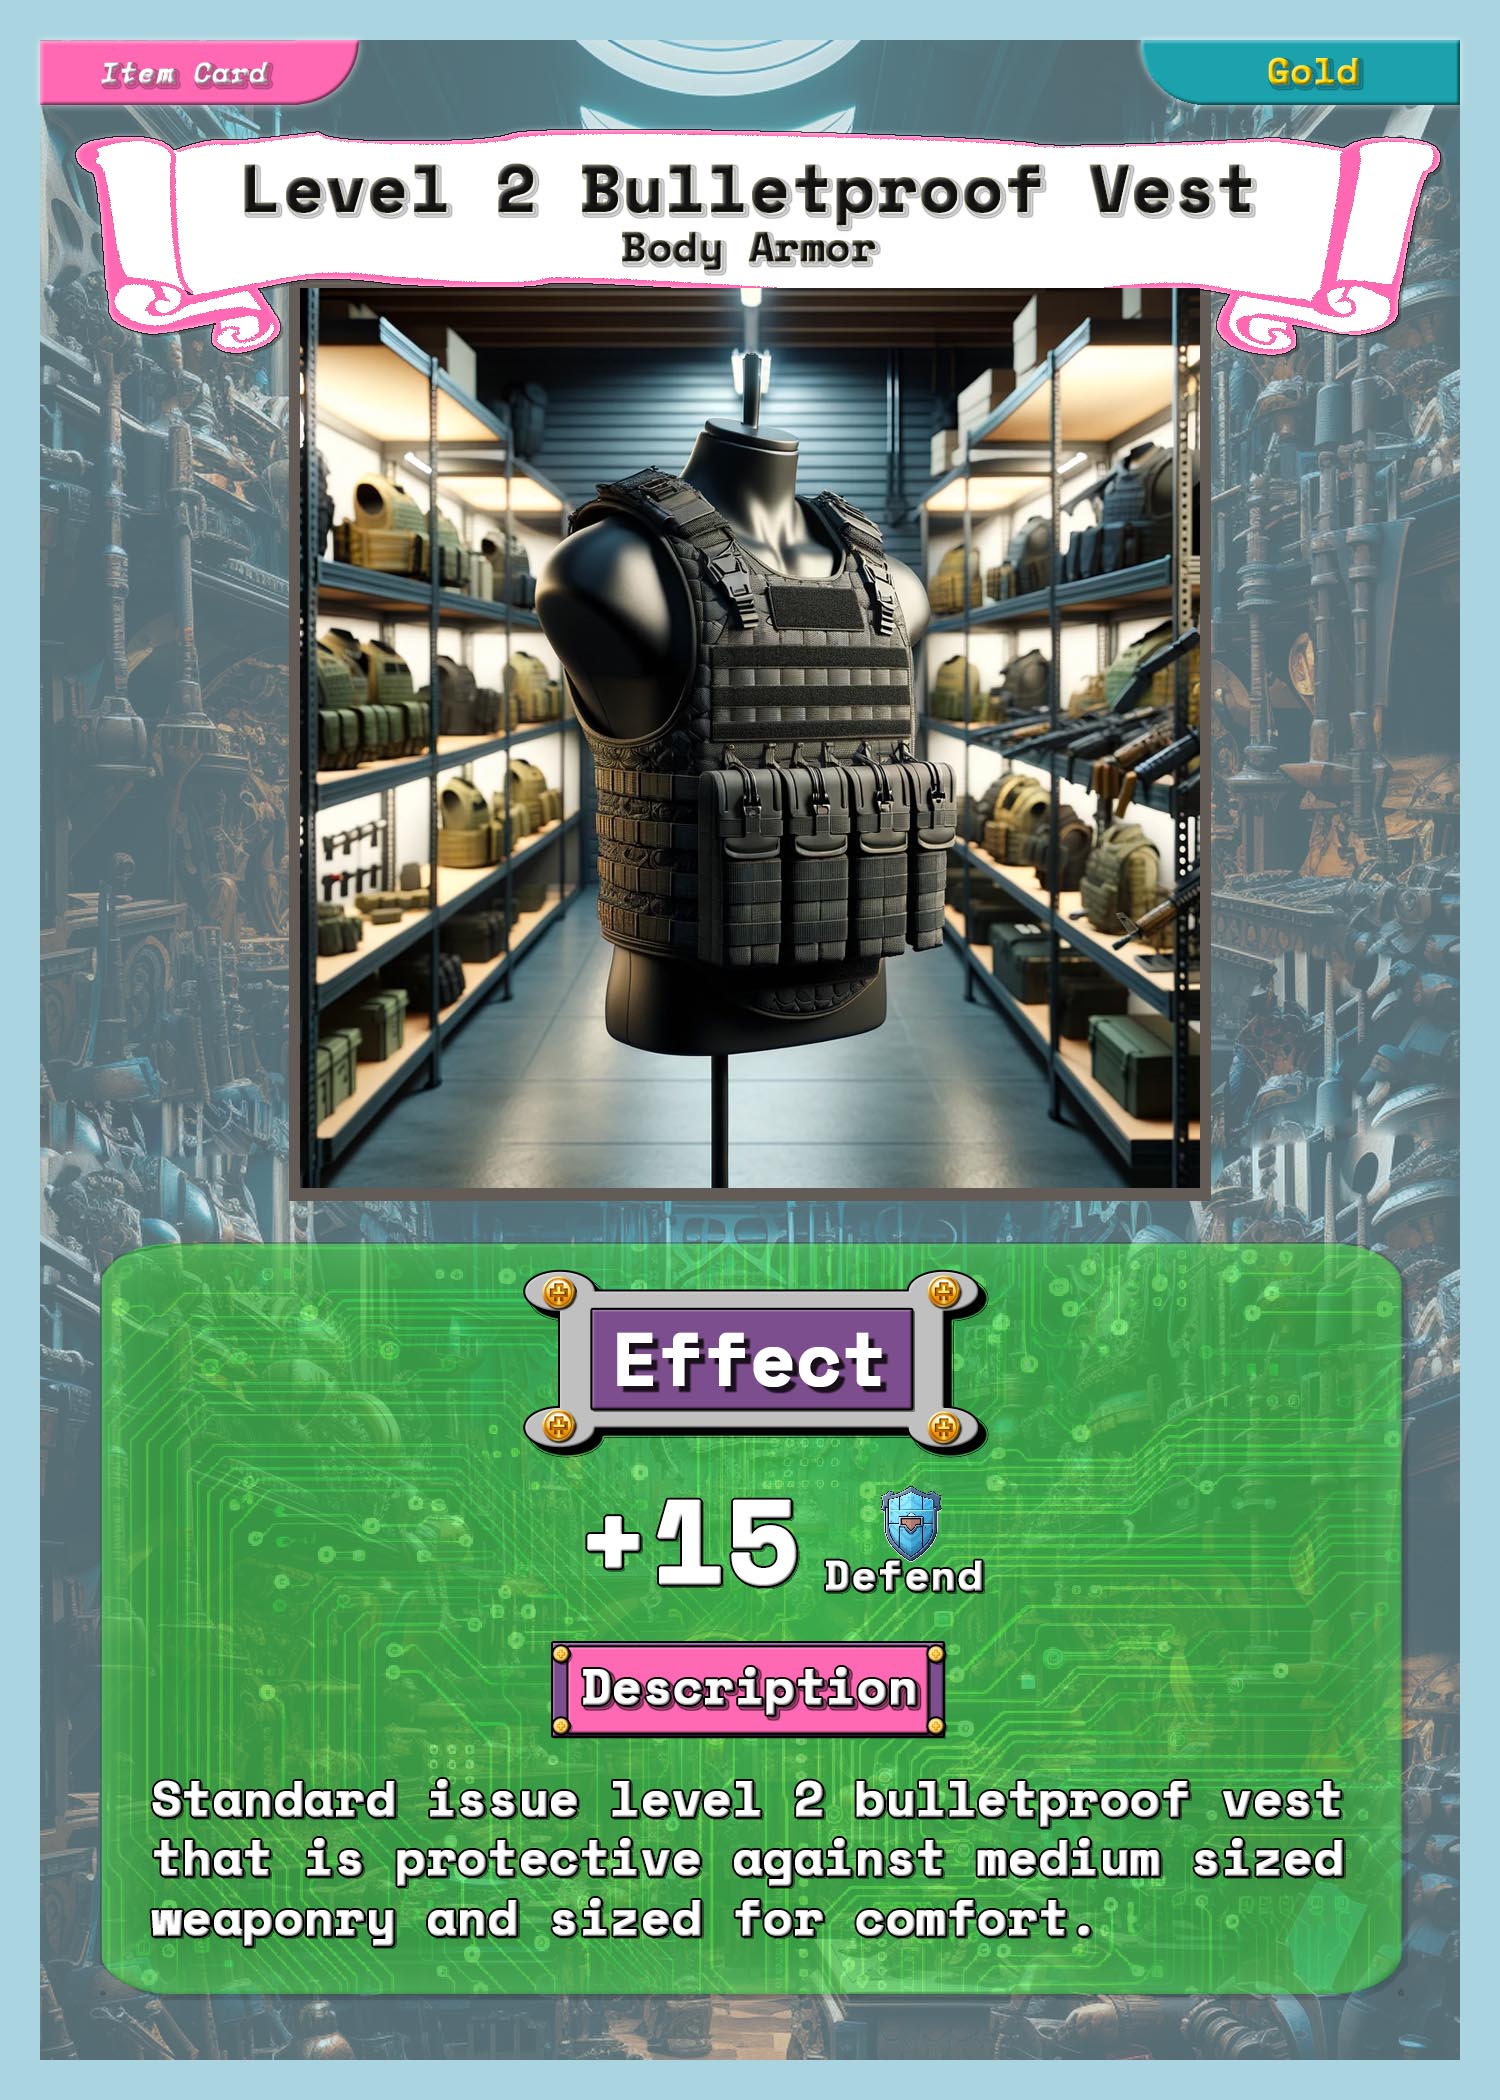 Item Card
Gold
Level 2 Bulletproof Vest
Body Armor
Effect
+15
Defend
Description
Standard issue level 2 bulletproof vest
that is protective against medium sized
weaponry and sized for comfort.